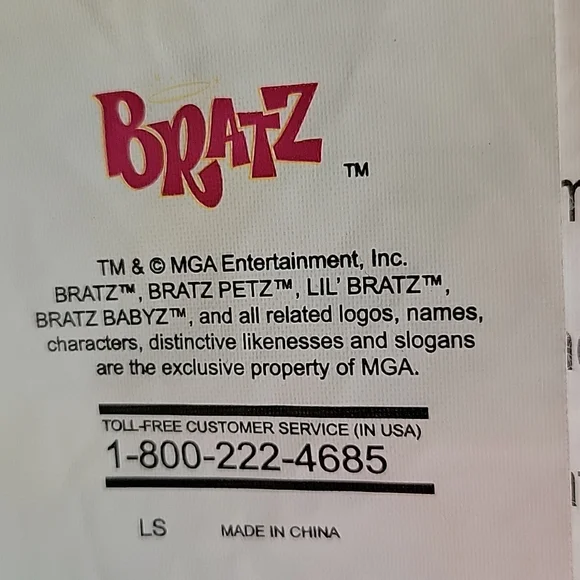 BRATZ ™
TM & © MGA Entertainment, Inc.
BRATZ™, BRATZ PETZ™, LIL' BRATZ™,
BRATZ BABYZ™, and all related logos, names,
characters, distinctive likenesses and slogans
are the exclusive property of MGA.
TOLL-FREE CUSTOMER SERVICE (IN USA)
1-800-222-4685
LS MADE IN CHINA